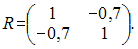 R = ( 1 −0,7
−0,7 1 ).